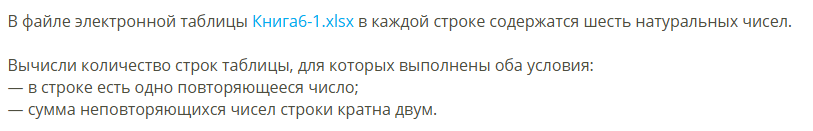 В файле электронной таблицы Книга6-1.xlsx в каждой строке содержатся шесть натуральных чисел.
Вычисли количество строк таблицы, для которых выполнены оба условия:
— в строке есть одно повторяющееся число;
— сумма неповторяющихся чисел строки кратна двум.